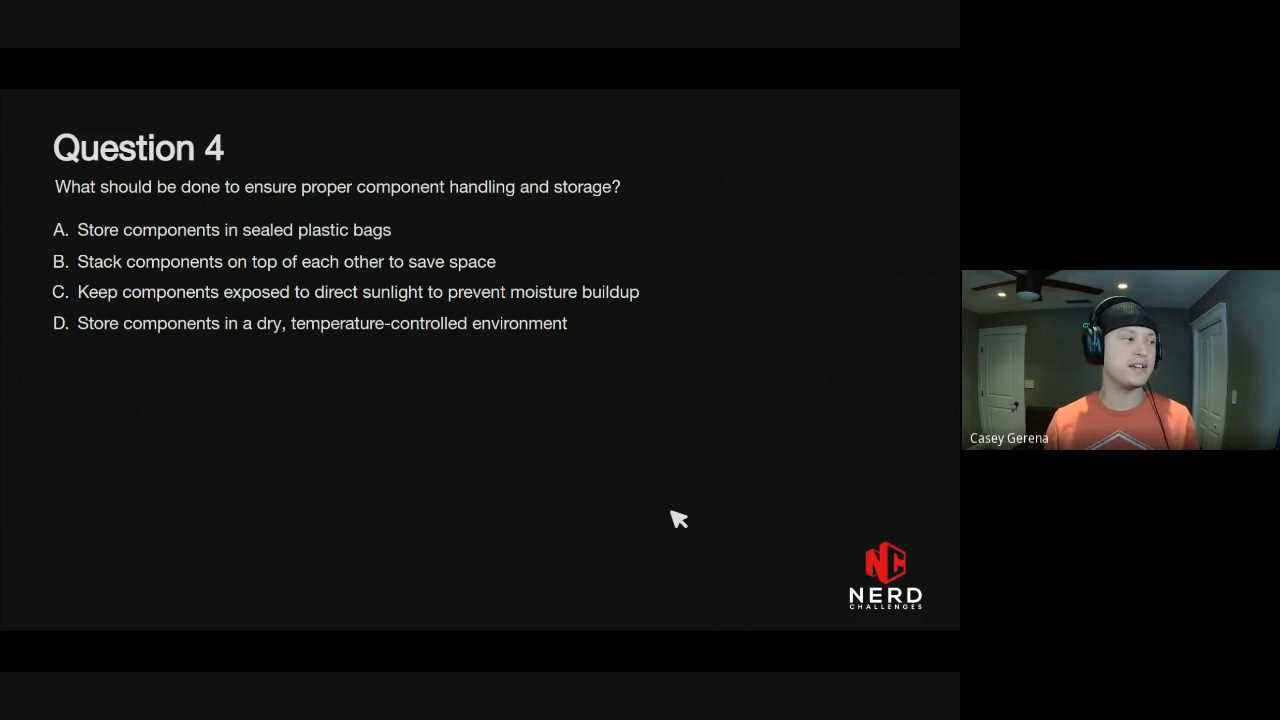 Question 4
What should be done to ensure proper component handling and storage?
A. Store components in sealed plastic bags
B. Stack components on top of each other to save space
C. Keep components exposed to direct sunlight to prevent moisture buildup
D. Store components in a dry, temperature-controlled environment
Casey Gerena
NC
NERD
CHALLENGES